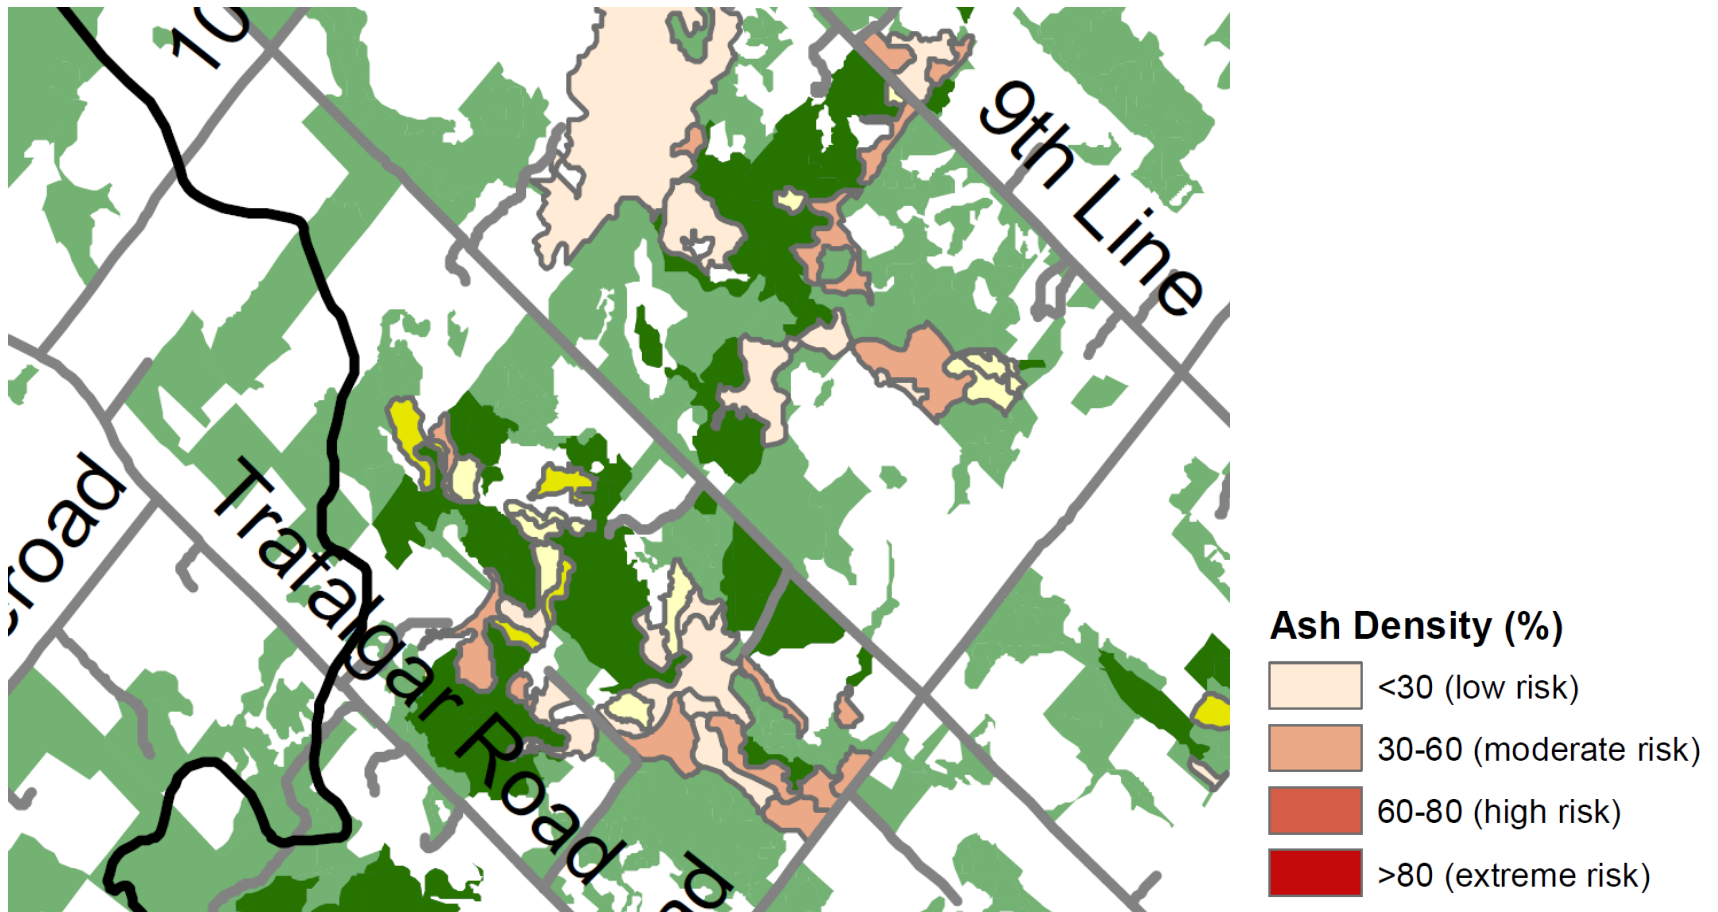 10
9th Line
Trafalgar Road
road
d
Ash Density (%)
<30 (low risk)
30-60 (moderate risk)
60-80 (high risk)
>80 (extreme risk)